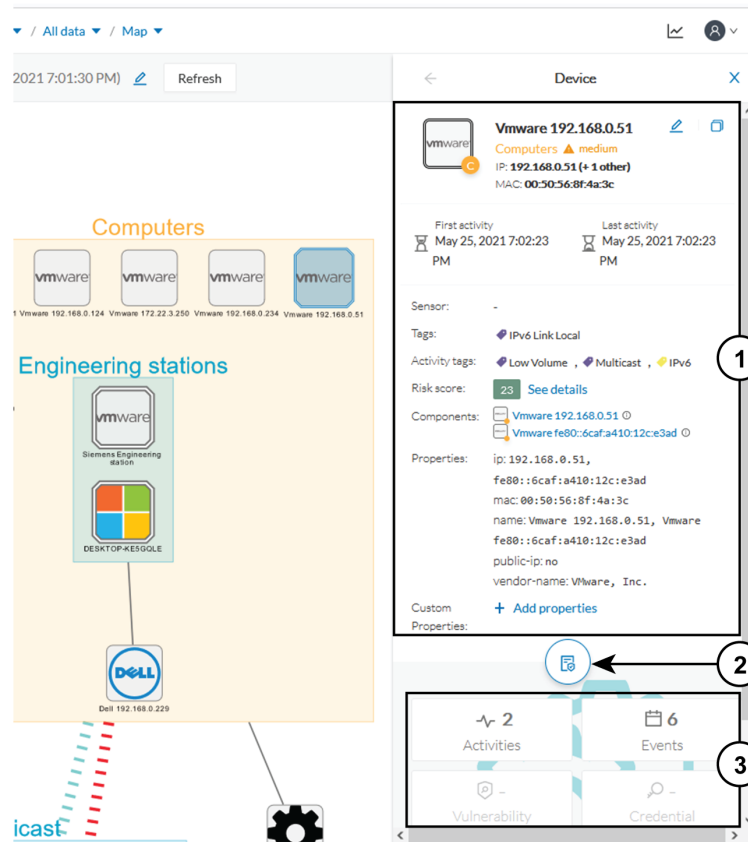 / All data ▼ / Map ▼
2021 7:01:30 PM)
Refresh
Computers
vmware
vmware
vmware
vmware
1 Vmware 192.168.0.124 Vmware 172.22.3.250 Vmware 192.168.0.234 Vmware 192.168.0.51
Engineering stations
vmware
Siemens Engineering
station
DESKTOP-KE5GQLE
DELL
Dell 192.168.0.229
icast
← Device X
vmware
C
Vmware 192.168.0.51
Computers medium
IP: 192.168.0.51 (+ 1 other)
MAC: 00:50:56:8f:4a:3c
First activity
May 25, 2021 7:02:23
PM
Last activity
May 25, 2021 7:02:23
PM
Sensor: -
Tags: IPv6 Link Local
Activity tags: Low Volume , Multicast , IPv6
Risk score: 23 See details
Components: Vmware 192.168.0.51
Vmware fe80::6caf:a410:12c:e3ad
Properties: ip: 192.168.0.51,
fe80::6caf:a410:12c:e3ad
mac: 00:50:56:8f:4a:3c
name: Vmware 192.168.0.51, Vmware
fe80::6caf:a410:12c:e3ad
public-ip: no
vendor-name: VMware, Inc.
Custom + Add properties
Properties:
1
2
2
Activities
6
Events
3
-
Vulnerability
-
Credential